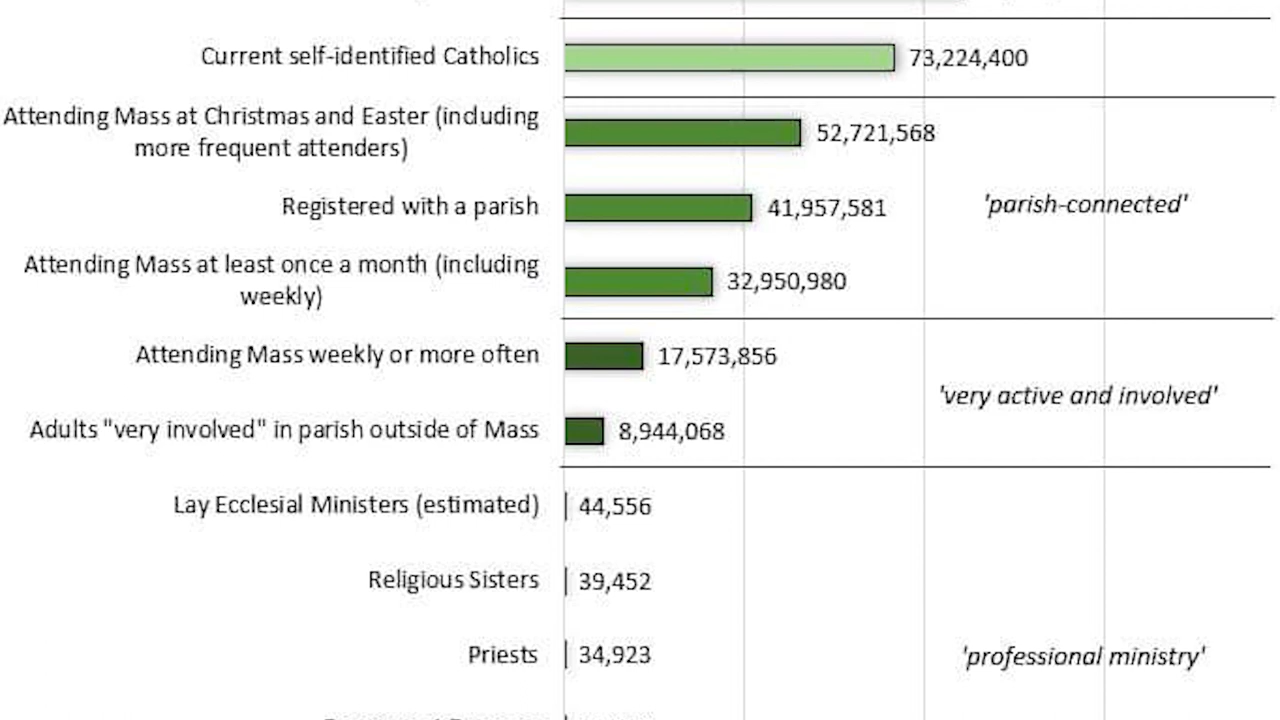 Current self-identified Catholics
73,224,400
Attending Mass at Christmas and Easter (including
more frequent attenders)
52,721,568
Registered with a parish
41,957,581
'parish-connected'
Attending Mass at least once a month (including
weekly)
32,950,980
Attending Mass weekly or more often
17,573,856
'very active and involved'
Adults "very involved" in parish outside of Mass
8,944,068
Lay Ecclesial Ministers (estimated)
44,556
Religious Sisters
39,452
Priests
34,923
'professional ministry'